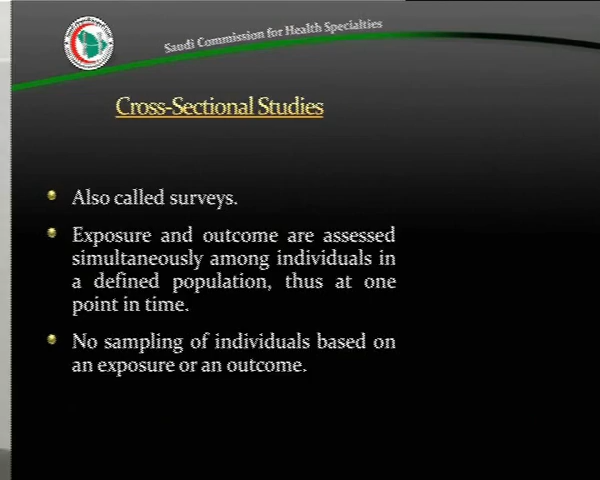 Saudi Commission for Health Specialties
Cross-Sectional Studies
Also called surveys.
Exposure and outcome are assessed
simultaneously among individuals in
a defined population, thus at one
point in time.
No sampling of individuals based on
an exposure or an outcome.